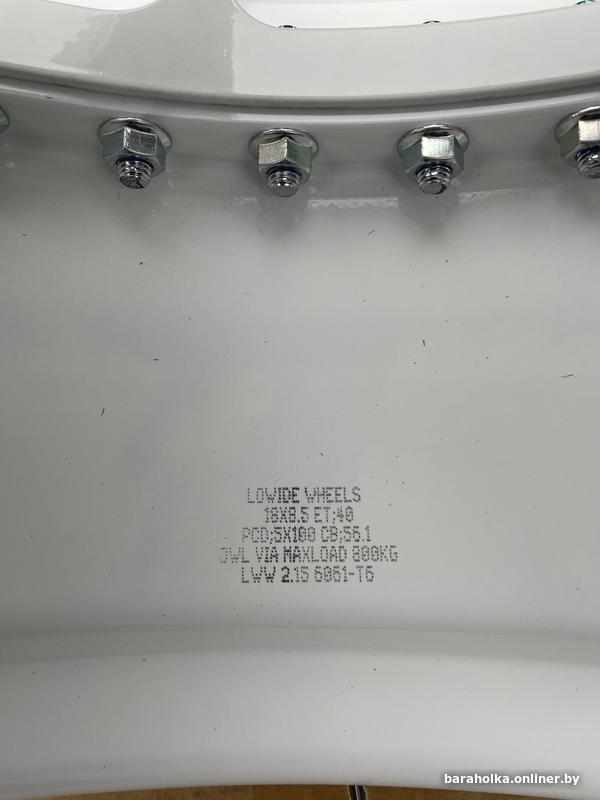 LOWIDE WHEELS
18X8.5 ET;40
PCD;5X100 CB;56.1
JWL VIA MAXLOAD 800KG
LWW 2.15 6061-T6
baraholka.onliner.by